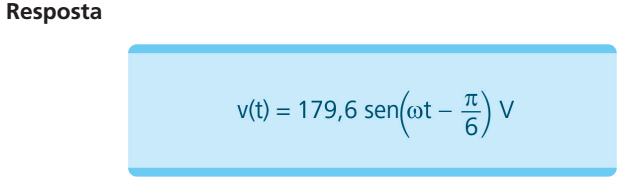 Resposta
v(t) = 179,6 sen(ωt − π/6) V